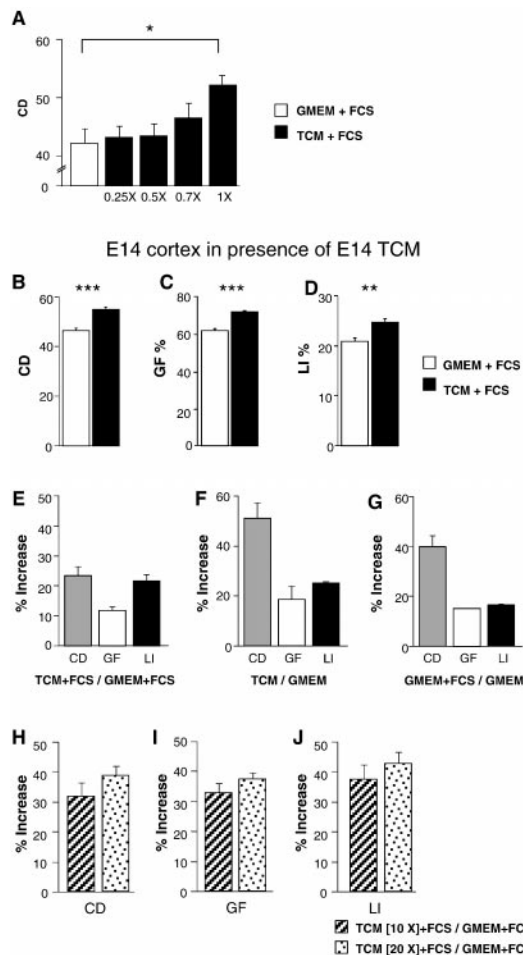 A
*
60
50
40
0
CD
0.25X 0.5X 0.7X 1X
GMEM + FCS
TCM + FCS
E14 cortex in presence of E14 TCM
B
***
60
40
20
0
CD
C
***
80
60
40
20
0
GF %
D
**
30
20
10
0
LI %
GMEM + FCS
TCM + FCS
E
50
40
30
20
10
0
% Increase
CD GF LI
TCM+FCS / GMEM+FCS
F
60
40
20
0
% Increase
CD GF LI
TCM / GMEM
G
60
40
20
0
% Increase
CD GF LI
GMEM+FCS / GMEM
H
50
40
30
20
10
0
% Increase
CD
I
50
40
30
20
10
0
% Increase
GF
J
50
40
30
20
10
0
% Increase
LI
TCM [10 X]+FCS / GMEM+FC
TCM [20 X]+FCS / GMEM+FC